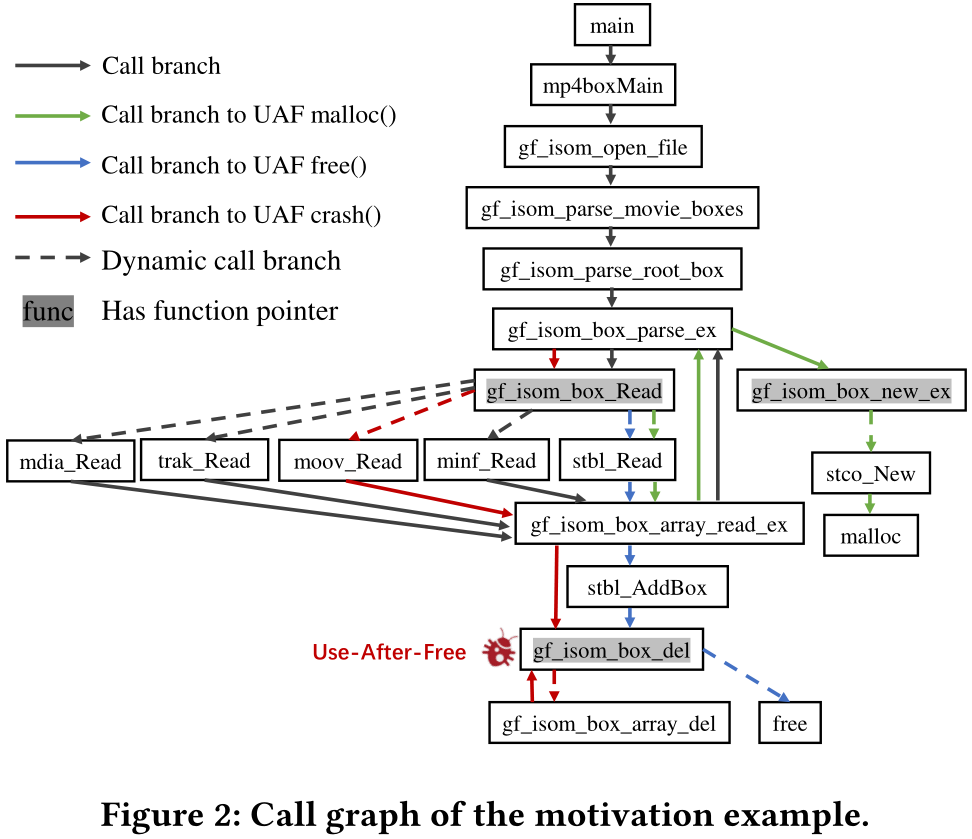 main
Call branch
mp4boxMain
Call branch to UAF malloc()
gf_isom_open_file
Call branch to UAF free()
gf_isom_parse_movie_boxes
Call branch to UAF crash()
Dynamic call branch
gf_isom_parse_root_box
func Has function pointer
gf_isom_box_parse_ex
gf_isom_box_Read
gf_isom_box_new_ex
mdia_Read
trak_Read
moov_Read
minf_Read
stbl_Read
stco_New
gf_isom_box_array_read_ex
malloc
stbl_AddBox
Use-After-Free
gf_isom_box_del
gf_isom_box_array_del
free
Figure 2: Call graph of the motivation example.